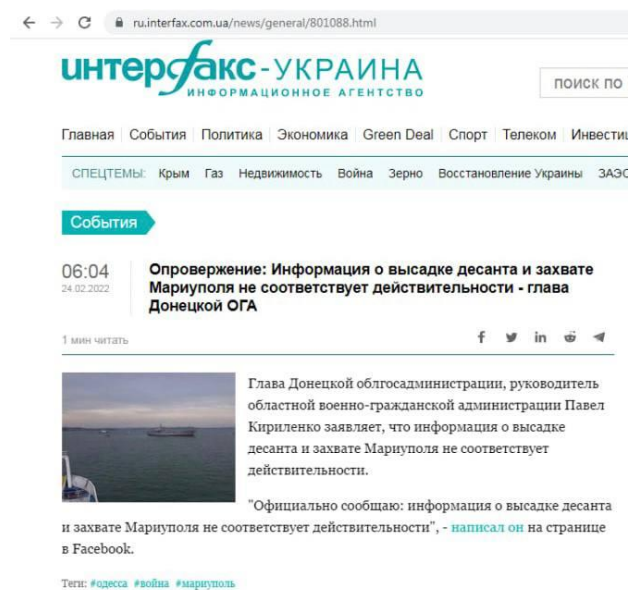 ru.interfax.com.ua/news/general/801088.html
интерфакс-УКРАИНА
ИНФОРМАЦИОННОЕ АГЕНТСТВО
поиск по
Главная События Политика Экономика Green Deal Спорт Телеком Инвести
СПЕЦТЕМЫ: Крым Газ Недвижимость Война Зерно Восстановление Украины ЗАЭС
События
06:04
24.02.2022
Опровержение: Информация о высадке десанта и захвате
Мариуполя не соответствует действительности - глава
Донецкой ОГА
1 мин читать
Глава Донецкой облгосадминистрации, руководитель
областной военно-гражданской администрации Павел
Кириленко заявляет, что информация о высадке
десанта и захвате Мариуполя не соответствует
действительности.
"Официально сообщаю: информация о высадке десанта
и захвате Мариуполя не соответствует действительности", - написал он на странице
в Facebook.
Теги: #одесса #война #мариуполь